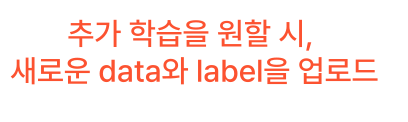 추가 학습을 원할 시,
새로운 data와 label을 업로드